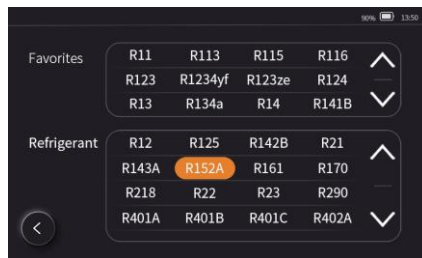 90% 13:50
Favorites R11 R113 R115 R116
R123 R1234yf R123ze R124
R13 R134a R14 R141B
Refrigerant R12 R125 R142B R21
R143A R152A R161 R170
R218 R22 R23 R290
R401A R401B R401C R402A